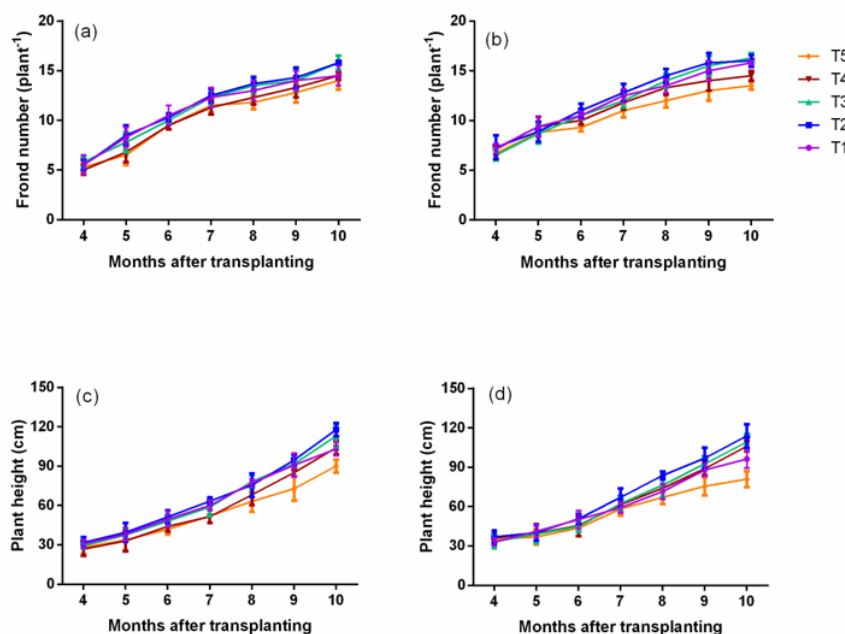 (a)
Frond number (plant⁻¹)
20
15
10
5
0
4 5 6 7 8 9 10
Months after transplanting
(b)
Frond number (plant⁻¹)
20
15
10
5
0
4 5 6 7 8 9 10
Months after transplanting
T5
T4
T3
T2
T1
(c)
Plant height (cm)
150
120
90
60
30
0
4 5 6 7 8 9 10
Months after transplanting
(d)
Plant height (cm)
150
120
90
60
30
0
4 5 6 7 8 9 10
Months after transplanting